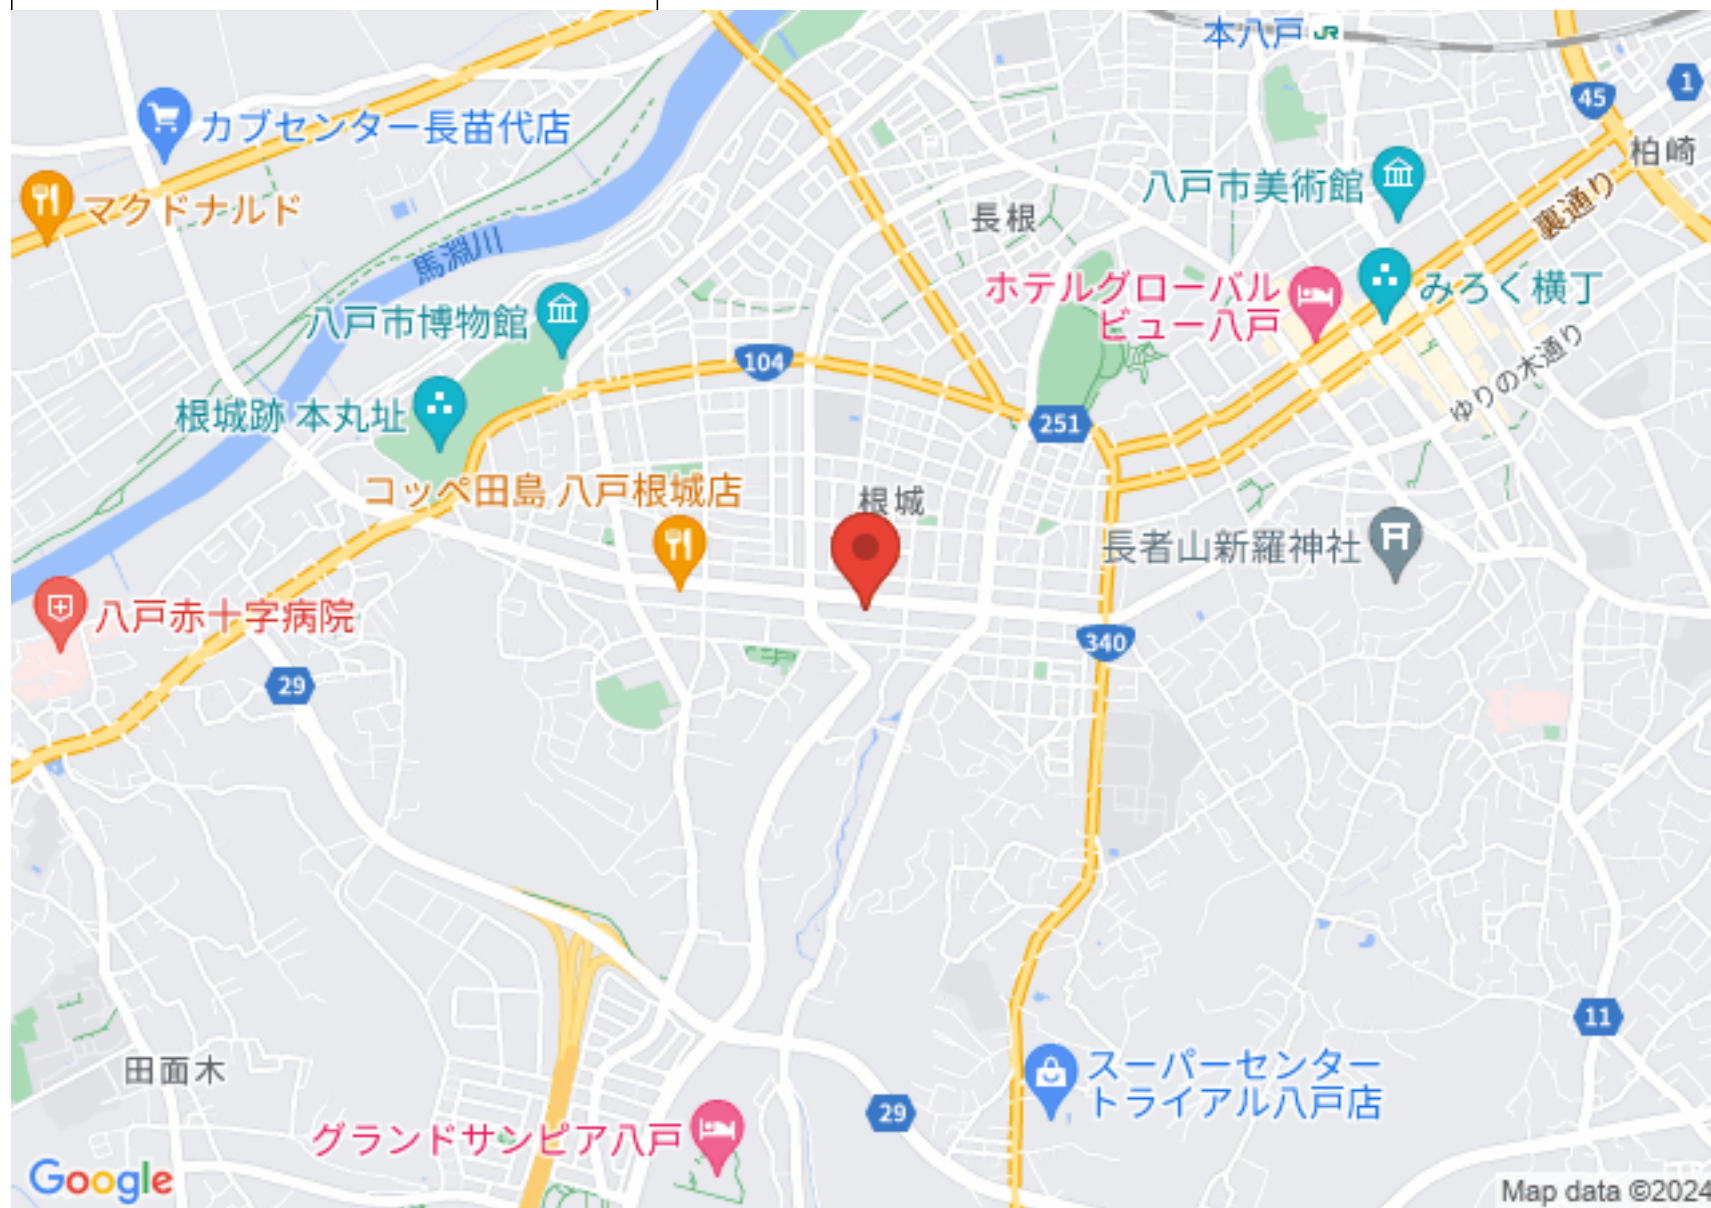 本八戸
45
1
カブセンター長苗代店
柏崎
八戸市美術館
マクドナルド
長根
裏通り
馬淵川
ホテルグローバル
ビュー八戸
みろく横丁
八戸市博物館
104
ゆりの木通り
根城跡 本丸址
251
コッペ田島 八戸根城店
根城
長者山新羅神社
八戸赤十字病院
340
29
11
田面木
スーパーセンター
トライアル八戸店
29
グランドサンピア八戸
Google
Map data ©2024